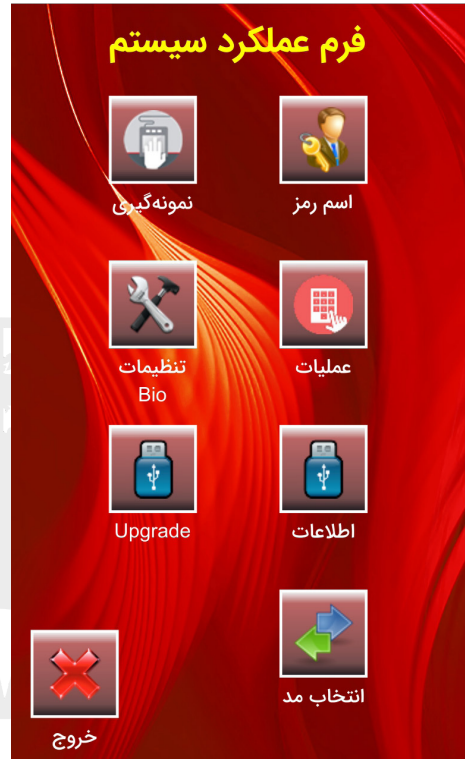 فرم عملکرد سیستم
اسم رمز
نمونه‌گیری
عملیات
تنظیمات
Bio
اطلاعات
Upgrade
انتخاب مد
خروج